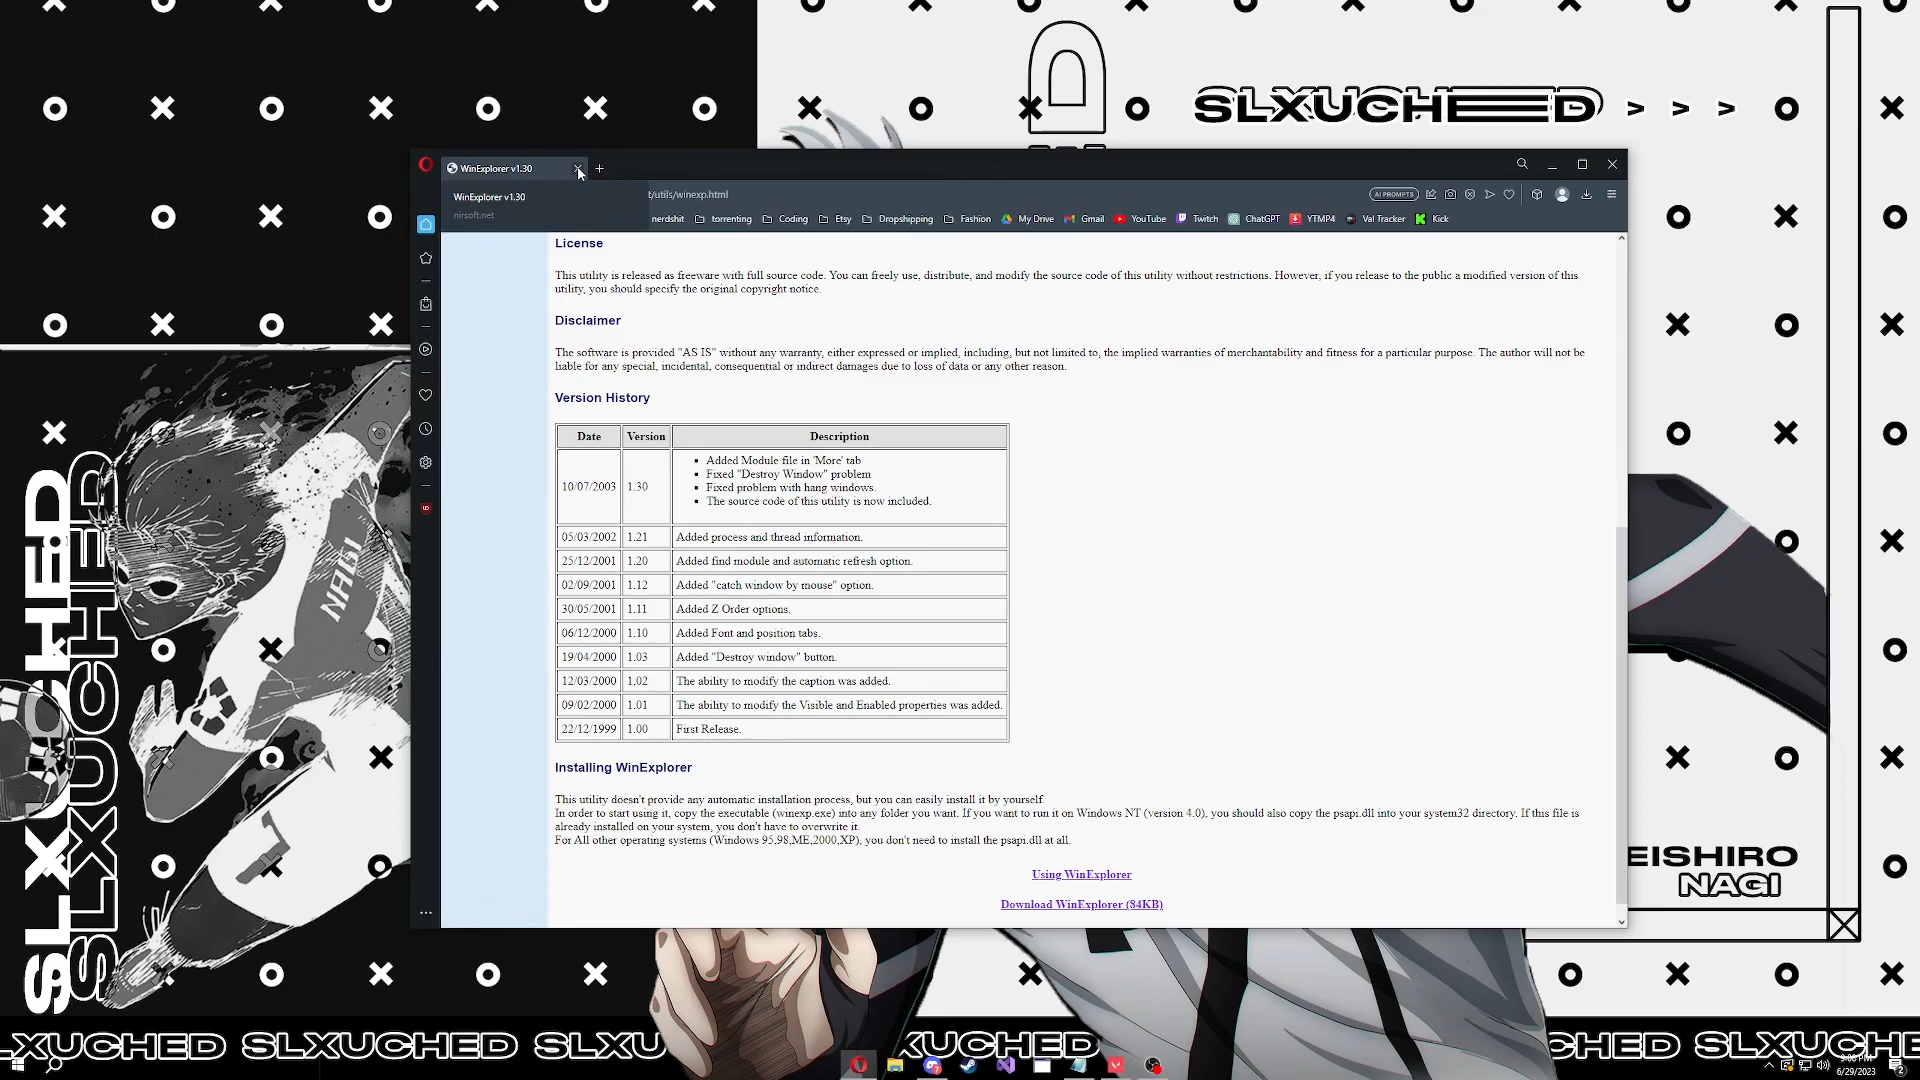 SLXUCHED > > >
WinExplorer v1.30
WinExplorer v1.30
nirsoft.net
t/utils/winexp.html
AI PROMPTS
nerdshit torrenting Coding Etsy Dropshipping Fashion My Drive Gmail YouTube Twitch ChatGPT YTMP4 Val Tracker Kick
License
This utility is released as freeware with full source code. You can freely use, distribute, and modify the source code of this utility without restrictions. However, if you release to the public a modified version of this
utility, you should specify the original copyright notice.
Disclaimer
The software is provided "AS IS" without any warranty, either expressed or implied, including, but not limited to, the implied warranties of merchantability and fitness for a particular purpose. The author will not be
liable for any special, incidental, consequential or indirect damages due to loss of data or any other reason.
Version History
Date Version Description
10/07/2003 1.30
Added Module file in 'More' tab
Fixed "Destroy Window" problem
Fixed problem with hang windows.
The source code of this utility is now included.
05/03/2002 1.21 Added process and thread information.
25/12/2001 1.20 Added find module and automatic refresh option.
02/09/2001 1.12 Added "catch window by mouse" option.
30/05/2001 1.11 Added Z Order options.
06/12/2000 1.10 Added Font and position tabs.
19/04/2000 1.03 Added "Destroy window" button.
12/03/2000 1.02 The ability to modify the caption was added.
09/02/2000 1.01 The ability to modify the Visible and Enabled properties was added.
22/12/1999 1.00 First Release.
Installing WinExplorer
This utility doesn't provide any automatic installation process, but you can easily install it by yourself.
In order to start using it, copy the executable (winexp.exe) into any folder you want. If you want to run it on Windows NT (version 4.0), you should also copy the psapi.dll into your system32 directory. If this file is
already installed on your system, you don't have to overwrite it.
For All other operating systems (Windows 95,98,ME,2000,XP), you don't need to install the psapi.dll at all.
Using WinExplorer
Download WinExplorer (84KB)
SLXUCHED
SLXUCHED
NAGI
7
EISHIRO
NAGI
LXUCHED SLXUCHED SLXU XUCHED CHED SLXUCHED
6/29/2023